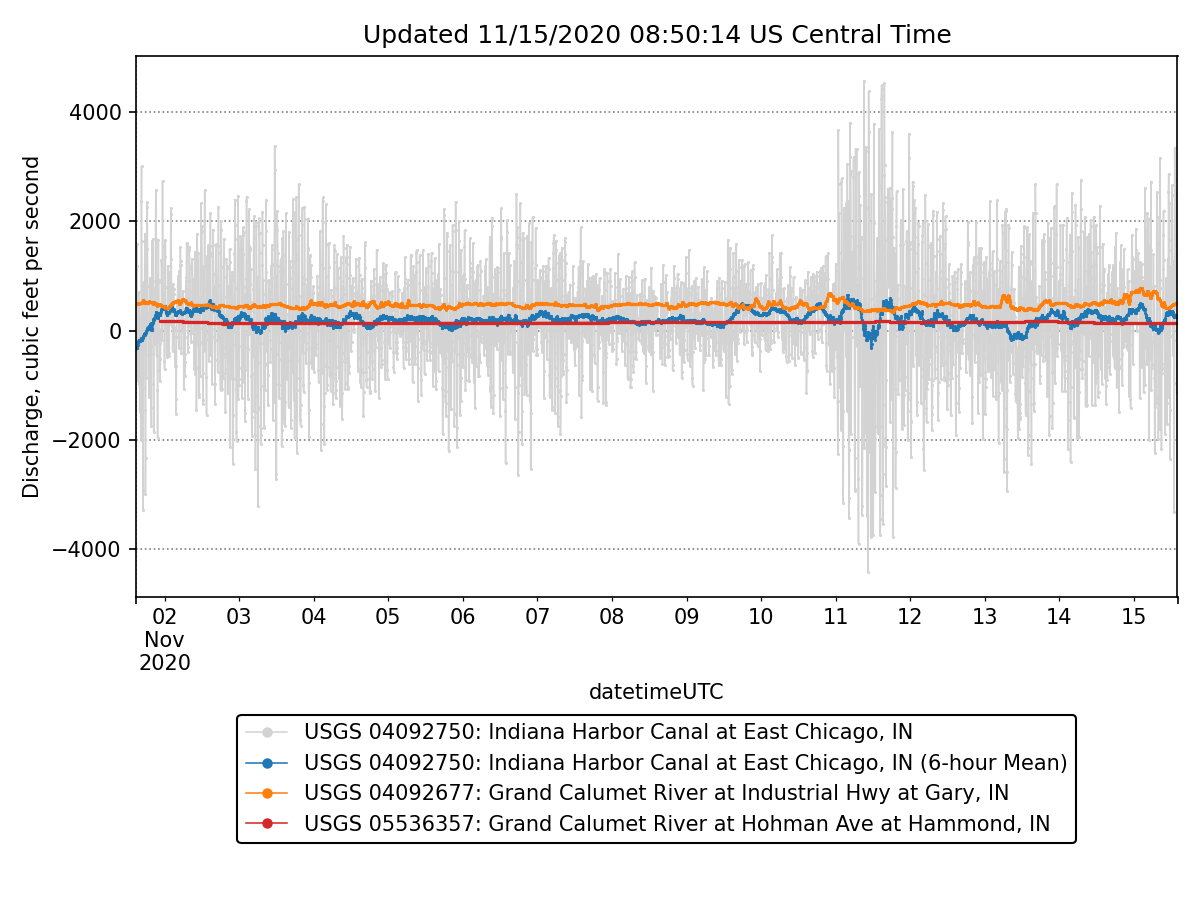 Updated 11/15/2020 08:50:14 US Central Time
Discharge, cubic feet per second
4000
2000
0
−2000
−4000
02 03 04 05 06 07 08 09 10 11 12 13 14 15
Nov
2020
datetimeUTC
USGS 04092750: Indiana Harbor Canal at East Chicago, IN
USGS 04092750: Indiana Harbor Canal at East Chicago, IN (6-hour Mean)
USGS 04092677: Grand Calumet River at Industrial Hwy at Gary, IN
USGS 05536357: Grand Calumet River at Hohman Ave at Hammond, IN